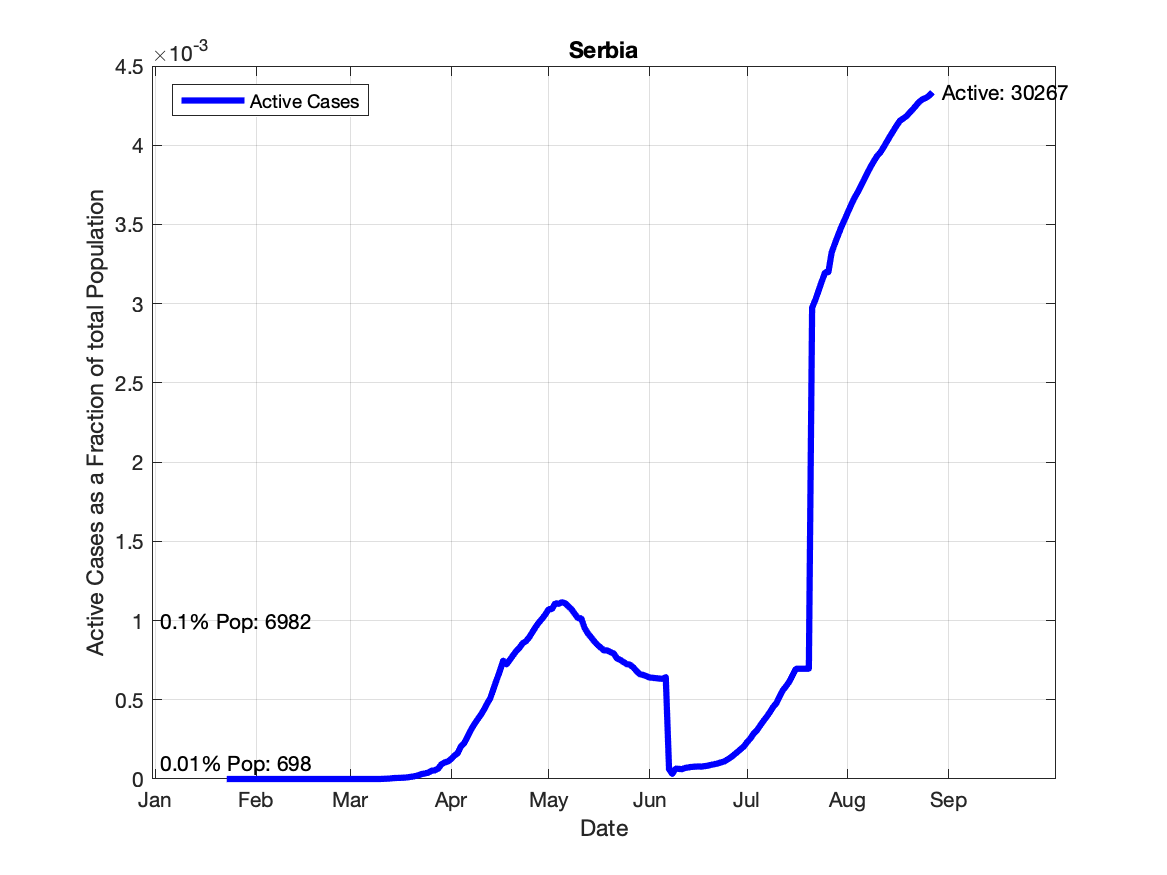 Serbia
×10-3
4.5
4
3.5
3
2.5
2
1.5
1
0.5
0
Active Cases as a Fraction of total Population
Active Cases
Active: 30267
0.1% Pop: 6982
0.01% Pop: 698
Jan Feb Mar Apr May Jun Jul Aug Sep
Date